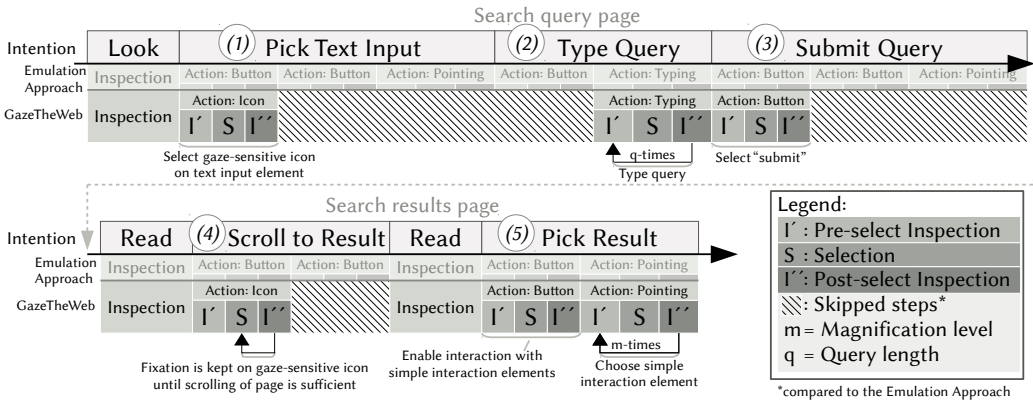 Search query page
Intention Look (1) Pick Text Input (2) Type Query (3) Submit Query
Emulation Approach Inspection Action: Button Action: Button Action: Pointing Action: Button Action: Typing Action: Button Action: Button Action: Pointing
GazeTheWeb Inspection Action: Icon Action: Typing Action: Button
I´ S I´´ I´ S I´´ I´ S I´´
Select gaze-sensitive icon on text input element
q-times
Type query
Select "submit"
Search results page
Intention Read (4) Scroll to Result Read (5) Pick Result
Emulation Approach Inspection Action: Button Action: Button Inspection Action: Button Action: Pointing
GazeTheWeb Inspection Action: Icon Inspection Action: Button Action: Pointing
I´ S I´´ I´ S I´´ I´ S I´´
Fixation is kept on gaze-sensitive icon
until scrolling of page is sufficient
Enable interaction with
simple interaction elements
m-times
Choose simple
interaction element
Legend:
I´ : Pre-select Inspection
S : Selection
I´´ : Post-select Inspection
: Skipped steps*
m = Magnification level
q = Query length
*compared to the Emulation Approach